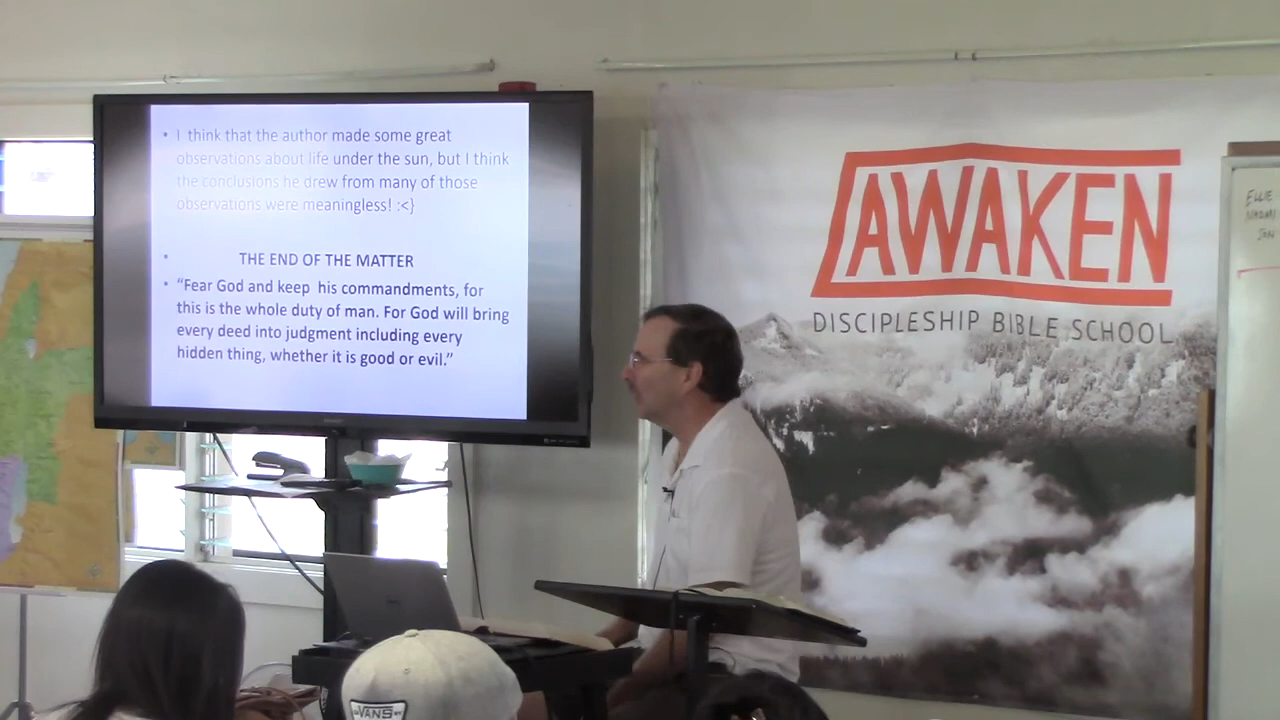 • I think that the author made some great
observations about life under the sun, but I think
the conclusions he drew from many of those
observations were meaningless! :<}
• THE END OF THE MATTER
• “Fear God and keep his commandments, for
this is the whole duty of man. For God will bring
every deed into judgment including every
hidden thing, whether it is good or evil.”
AWAKEN
DISCIPLESHIP BIBLE SCHOOL
ELLIE
NAOMI
JON
VANS